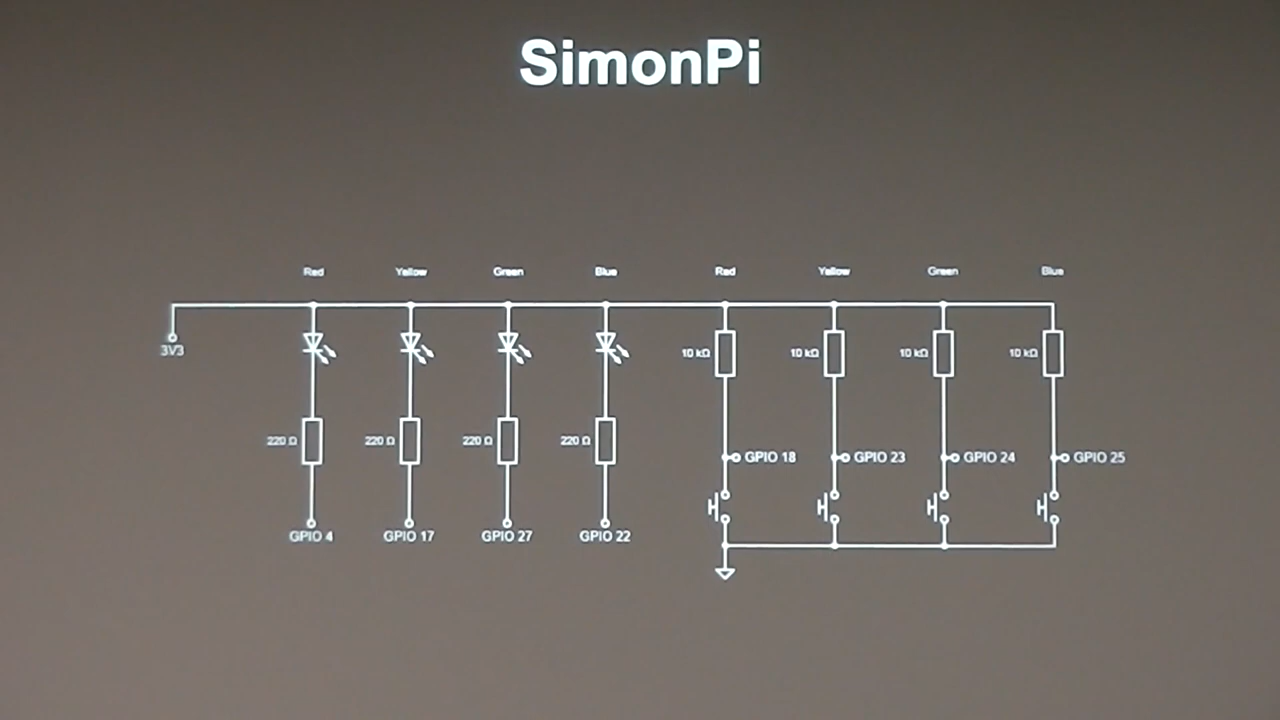 SimonPi
Red Yellow Green Blue Red Yellow Green Blue
3V3
10 kΩ 10 kΩ 10 kΩ 10 kΩ
220 Ω 220 Ω 220 Ω 220 Ω
GPIO 18 GPIO 23 GPIO 24 GPIO 25
GPIO 4 GPIO 17 GPIO 27 GPIO 22